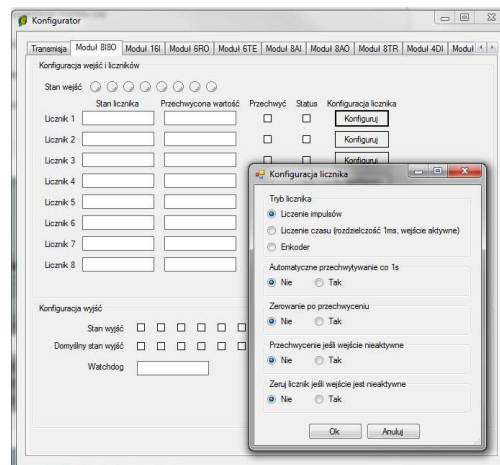 Konfigurator
Transmisja Moduł 8I8O Moduł 16I Moduł 6RO Moduł 6TE Moduł 8AI Moduł 8AO Moduł 8TR Moduł 4DI Moduł
Konfiguracja wejść i liczników
Stan wejść
Stan licznika Przechwycona wartość Przechwyć Status Konfiguracja licznika
Licznik 1 Konfiguruj
Licznik 2 Konfiguruj
Licznik 3 Konfiguruj
Licznik 4
Licznik 5
Licznik 6
Licznik 7
Licznik 8
Konfiguracja wyjść
Stan wyjść
Domyślny stan wyjść
Watchdog
Konfiguracja licznika
Tryb licznika
Liczenie impulsów
Liczenie czasu (rozdzielczość 1ms, wejście aktywne)
Enkoder
Automatyczne przechwytywanie co 1s
Nie Tak
Zerowanie po przechwyceniu
Nie Tak
Przechwycenie jeśli wejście nieaktywne
Nie Tak
Zeruj licznik jeśli wejście jest nieaktywne
Nie Tak
Ok Anuluj